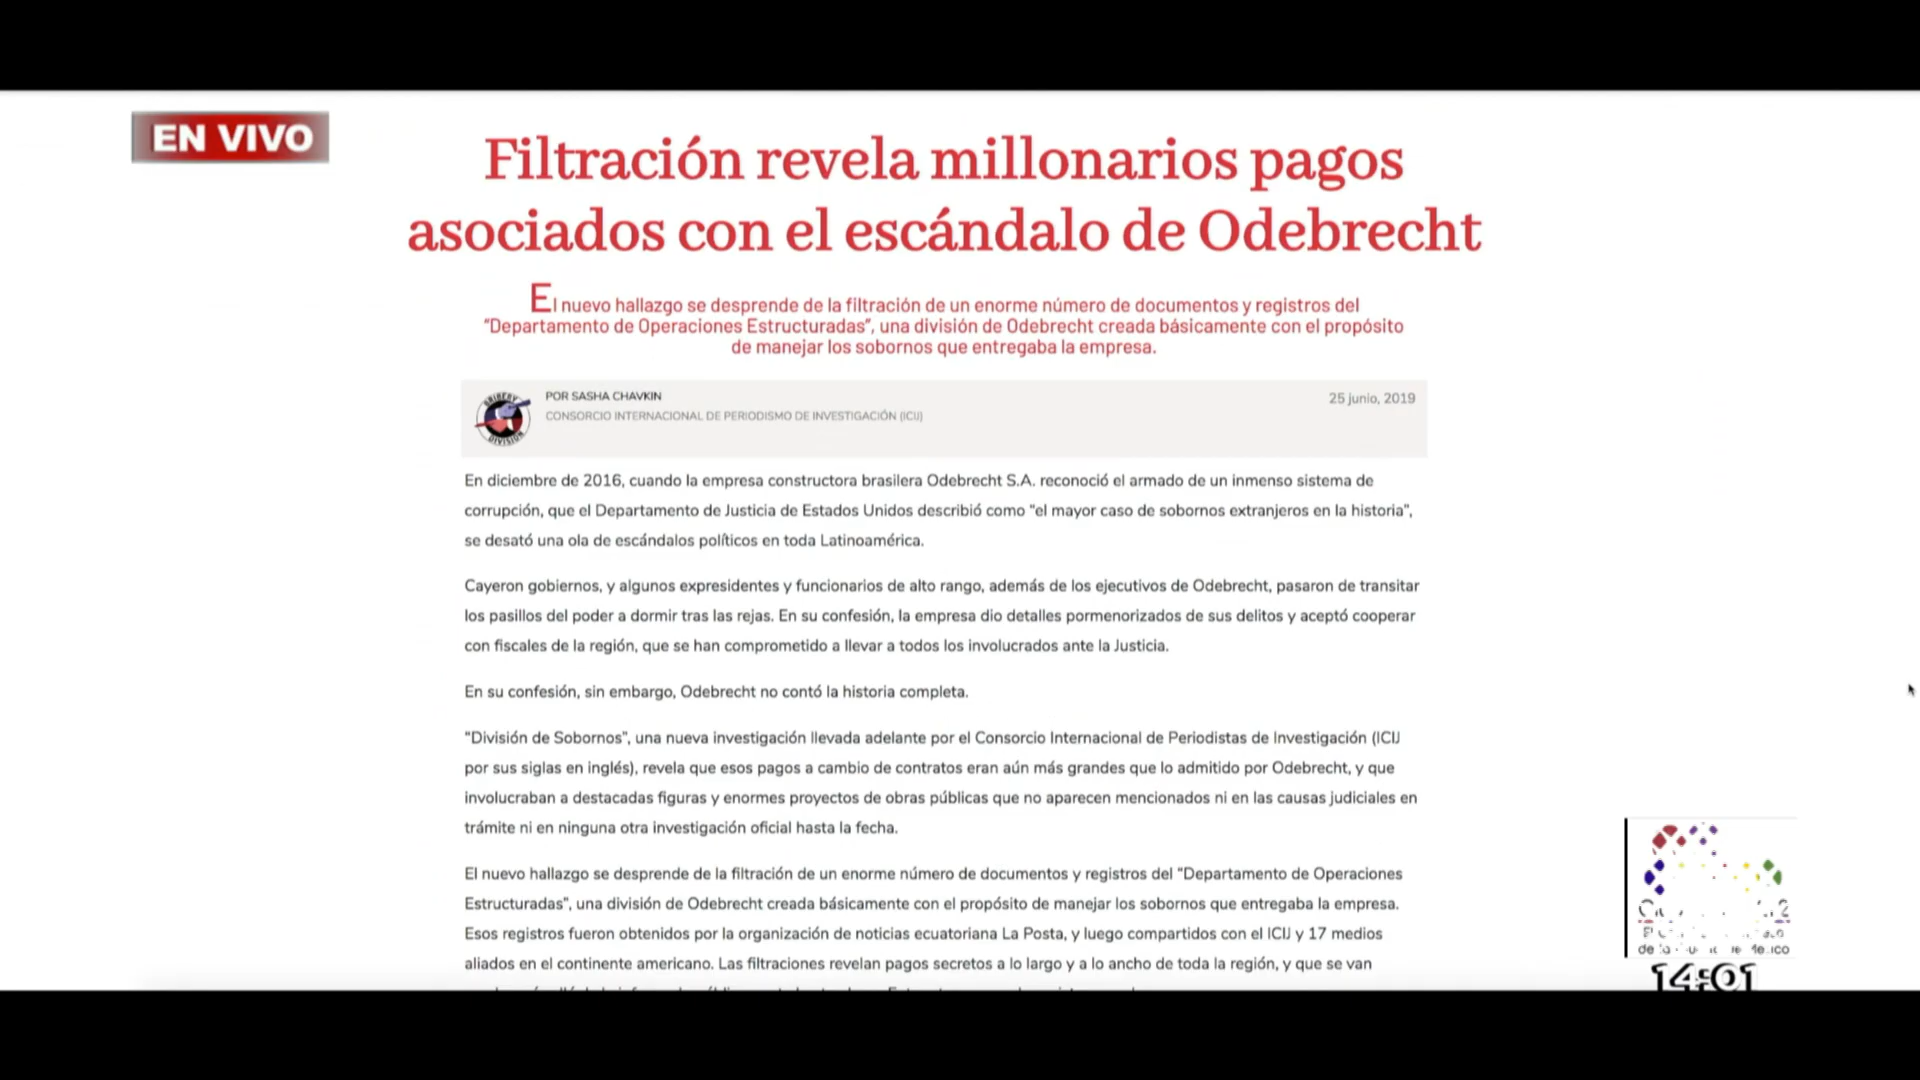 EN VIVO
Filtración revela millonarios pagos
asociados con el escándalo de Odebrecht
El nuevo hallazgo se desprende de la filtración de un enorme número de documentos y registros del
“Departamento de Operaciones Estructuradas”, una división de Odebrecht creada básicamente con el propósito
de manejar los sobornos que entregaba la empresa.
BRIBERY
DIVISION
POR SASHA CHAVKIN
CONSORCIO INTERNACIONAL DE PERIODISMO DE INVESTIGACIÓN (ICIJ)
25 junio, 2019
En diciembre de 2016, cuando la empresa constructora brasilera Odebrecht S.A. reconoció el armado de un inmenso sistema de
corrupción, que el Departamento de Justicia de Estados Unidos describió como "el mayor caso de sobornos extranjeros en la historia",
se desató una ola de escándalos políticos en toda Latinoamérica.
Cayeron gobiernos, y algunos expresidentes y funcionarios de alto rango, además de los ejecutivos de Odebrecht, pasaron de transitar
los pasillos del poder a dormir tras las rejas. En su confesión, la empresa dio detalles pormenorizados de sus delitos y aceptó cooperar
con fiscales de la región, que se han comprometido a llevar a todos los involucrados ante la Justicia.
En su confesión, sin embargo, Odebrecht no contó la historia completa.
“División de Sobornos”, una nueva investigación llevada adelante por el Consorcio Internacional de Periodistas de Investigación (ICIJ
por sus siglas en inglés), revela que esos pagos a cambio de contratos eran aún más grandes que lo admitido por Odebrecht, y que
involucraban a destacadas figuras y enormes proyectos de obras públicas que no aparecen mencionados ni en las causas judiciales en
trámite ni en ninguna otra investigación oficial hasta la fecha.
El nuevo hallazgo se desprende de la filtración de un enorme número de documentos y registros del “Departamento de Operaciones
Estructuradas”, una división de Odebrecht creada básicamente con el propósito de manejar los sobornos que entregaba la empresa.
Esos registros fueron obtenidos por la organización de noticias ecuatoriana La Posta, y luego compartidos con el ICIJ y 17 medios
aliados en el continente americano. Las filtraciones revelan pagos secretos a lo largo y a lo ancho de toda la región, y que se van
14:01